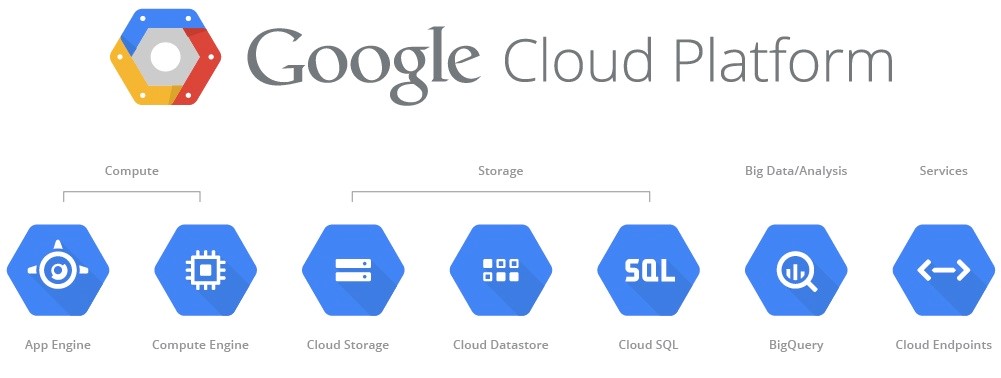 Google Cloud Platform
Compute
Storage
Big Data/Analysis
Services
SQL
App Engine
Compute Engine
Cloud Storage
Cloud Datastore
Cloud SQL
BigQuery
Cloud Endpoints